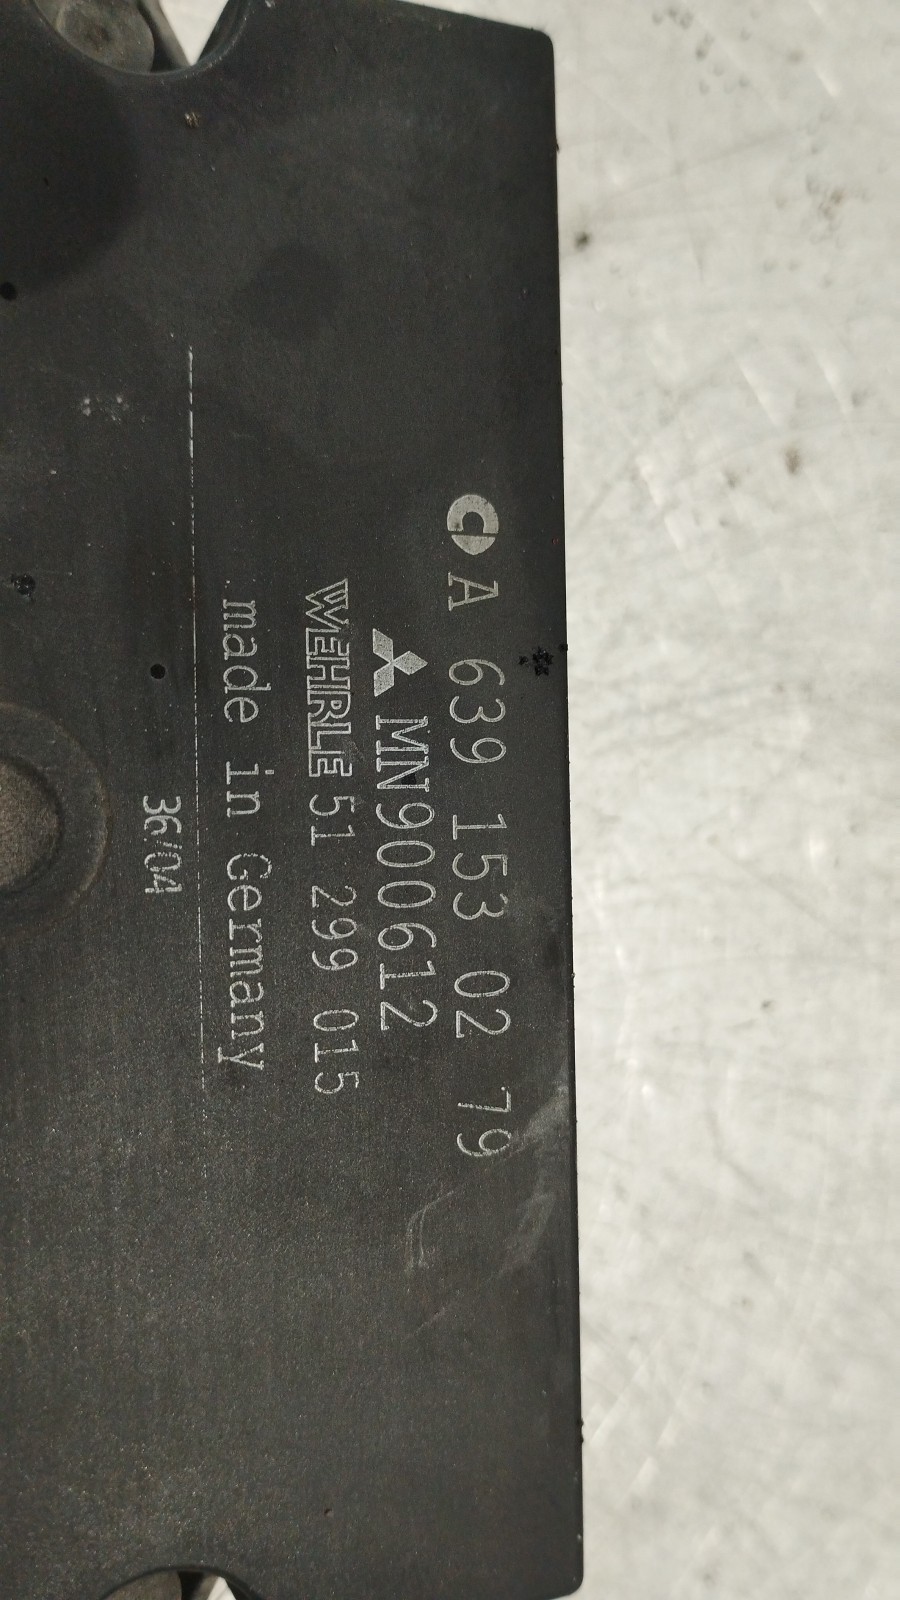 A 639 153 02 79
MN900612
WEHRLE 51 299 015
made in Germany
36/04